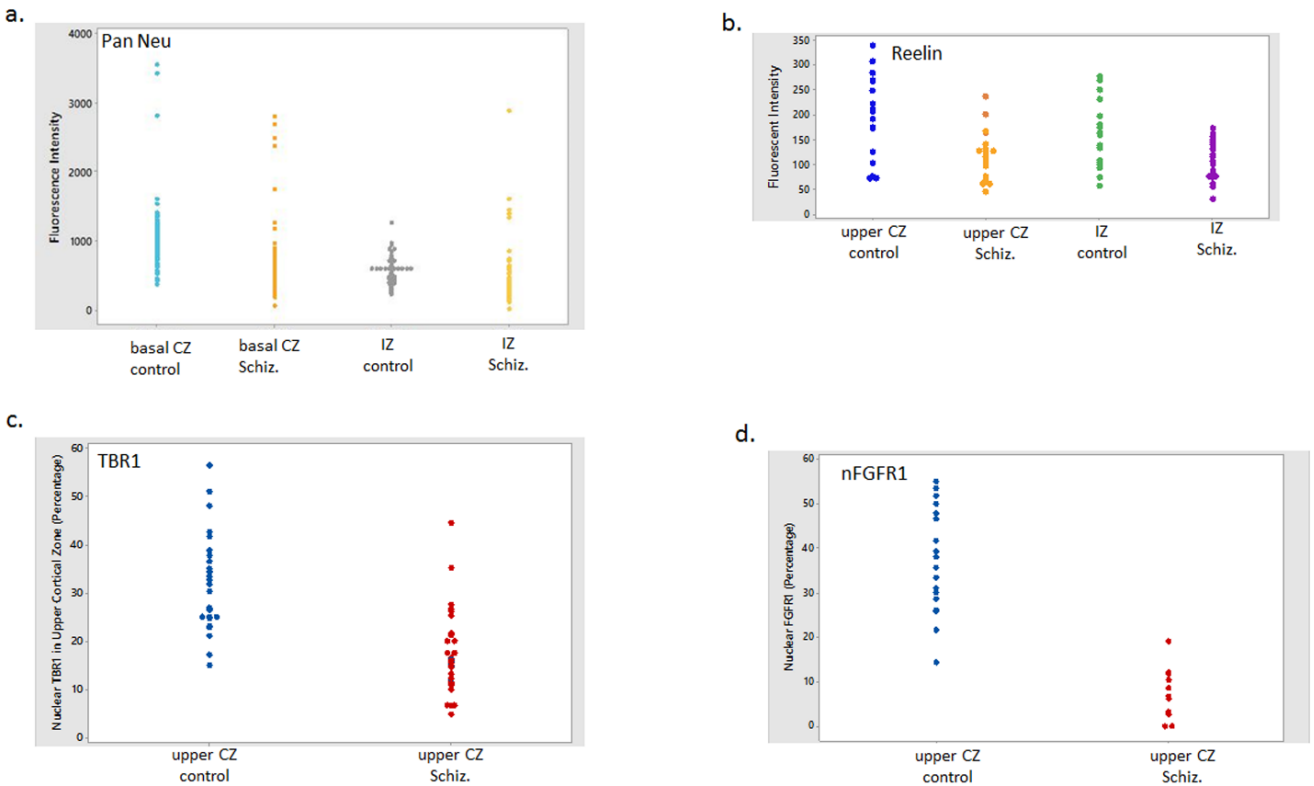 a.
Pan Neu
Fluorescence Intensity
4000
3000
2000
1000
0
basal CZ
control
basal CZ
Schiz.
IZ
control
IZ
Schiz.
b.
Reelin
Fluorescent Intensity
350
300
250
200
150
100
50
0
upper CZ
control
upper CZ
Schiz.
IZ
control
IZ
Schiz.
c.
TBR1
Nuclear TBR1 in Upper Cortical Zone (Percentage)
60
50
40
30
20
10
0
upper CZ
control
upper CZ
Schiz.
d.
nFGFR1
Nuclear FGFR1 (Percentage)
60
50
40
30
20
10
0
upper CZ
control
upper CZ
Schiz.